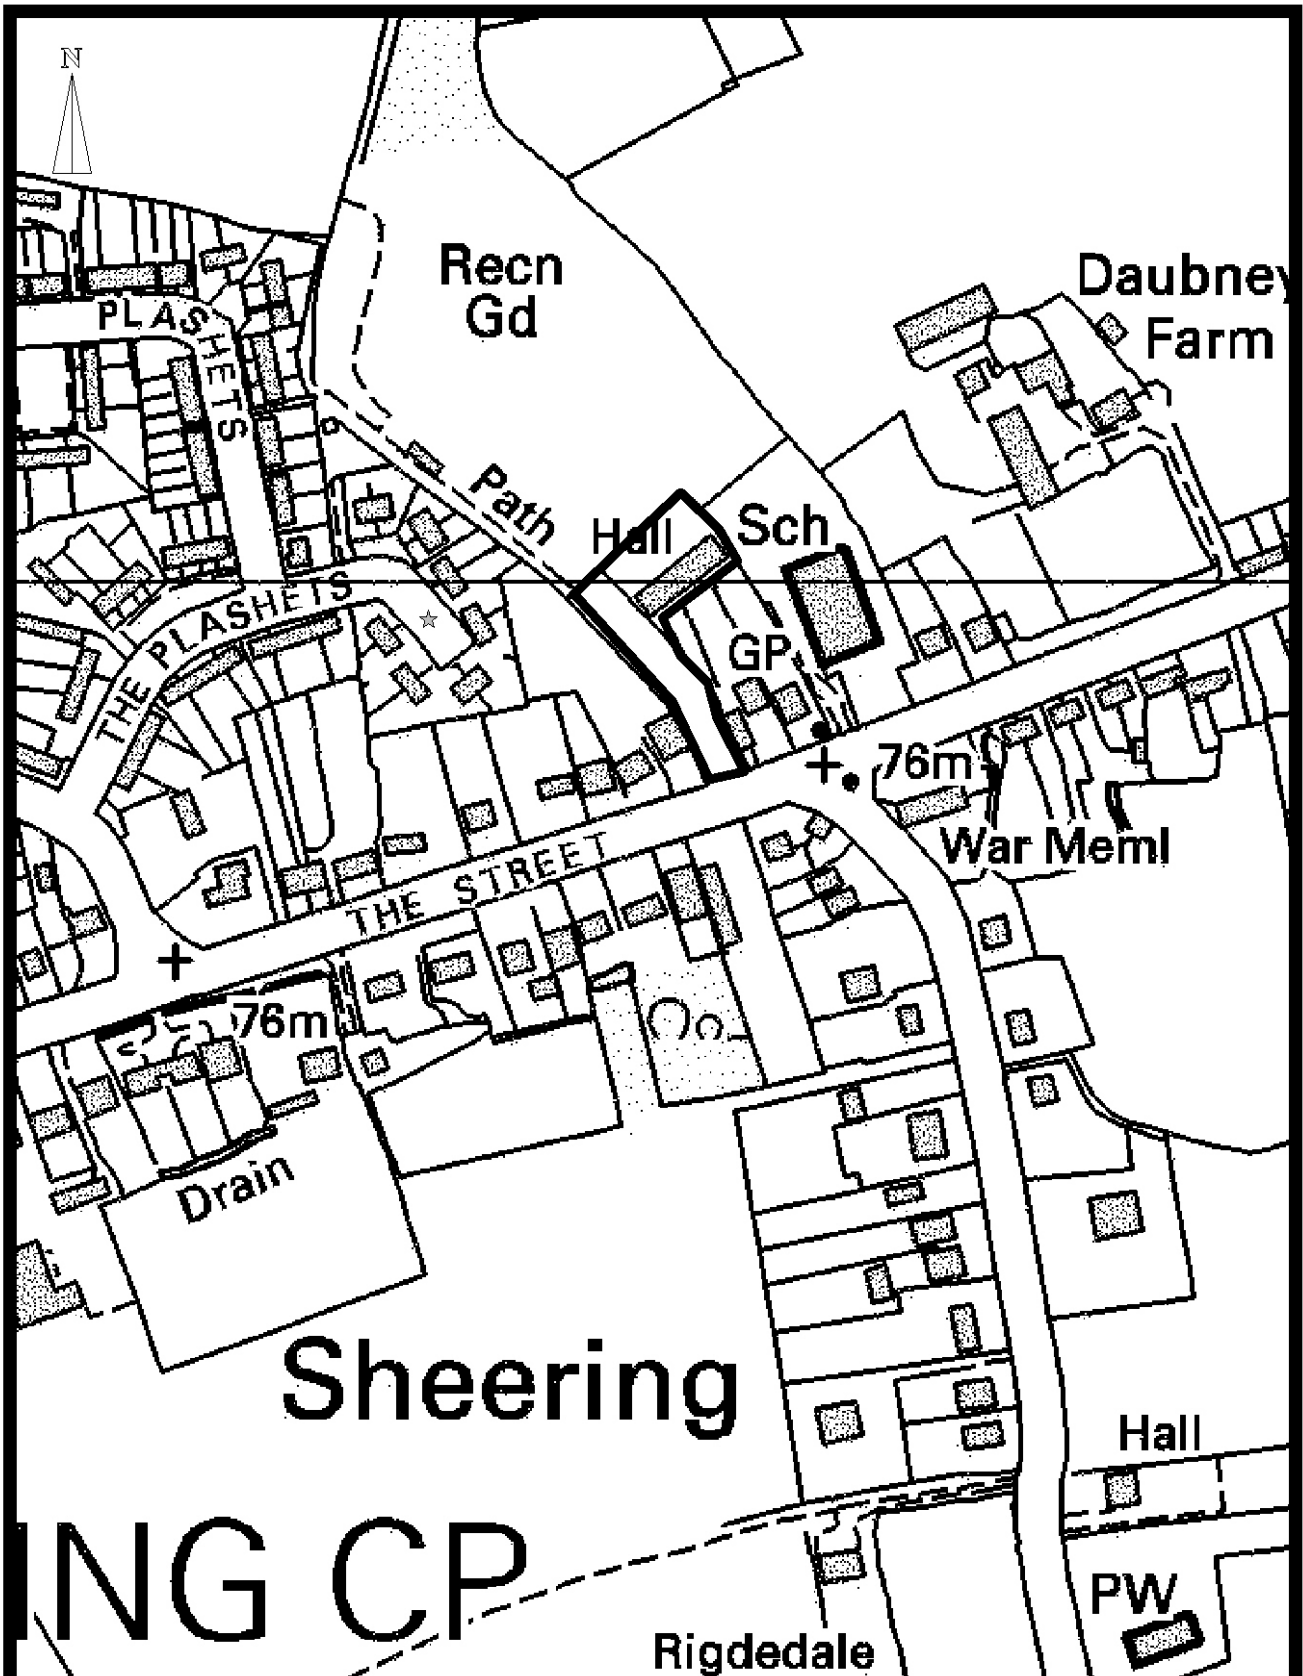 N
Recn
Gd
Daubney
Farm
PLASHETS
Path
Hall
Sch
THE PLASHETS
GP
76m
War Meml
THE STREET
76m
Drain
Sheering
Hall
ING CP
PW
Rigdedale